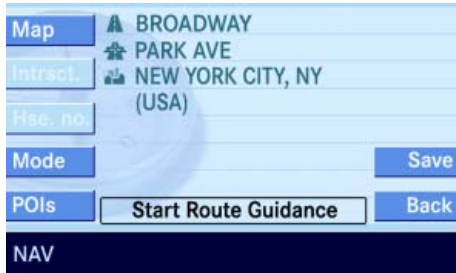 Map
BROADWAY
PARK AVE
Intrsct.
NEW YORK CITY, NY
(USA)
Hse. no.
Mode
Save
POIs
Start Route Guidance
Back
NAV